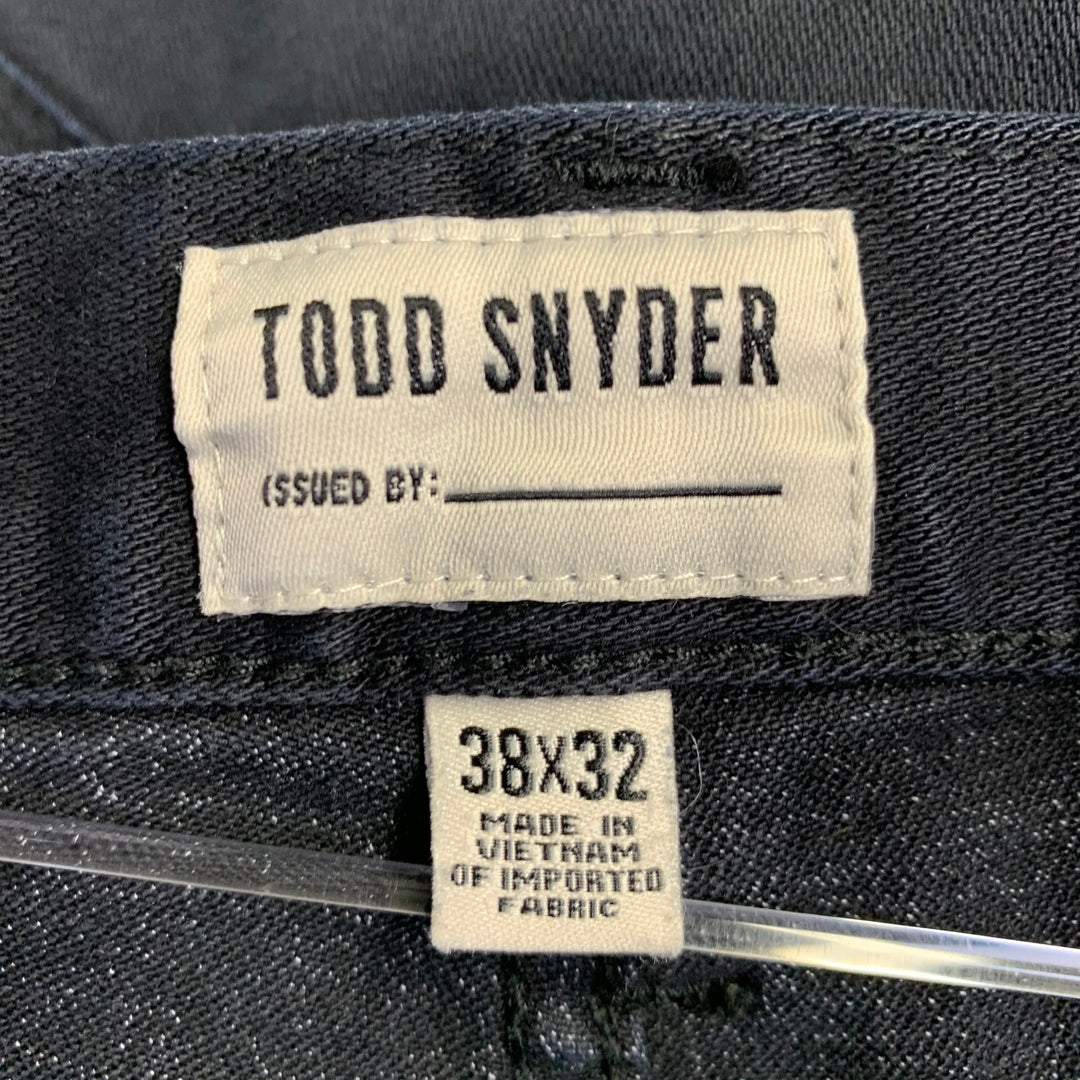 TODD SNYDER
ISSUED BY:
38X32
MADE IN
VIETNAM
OF IMPORTED
FABRIC